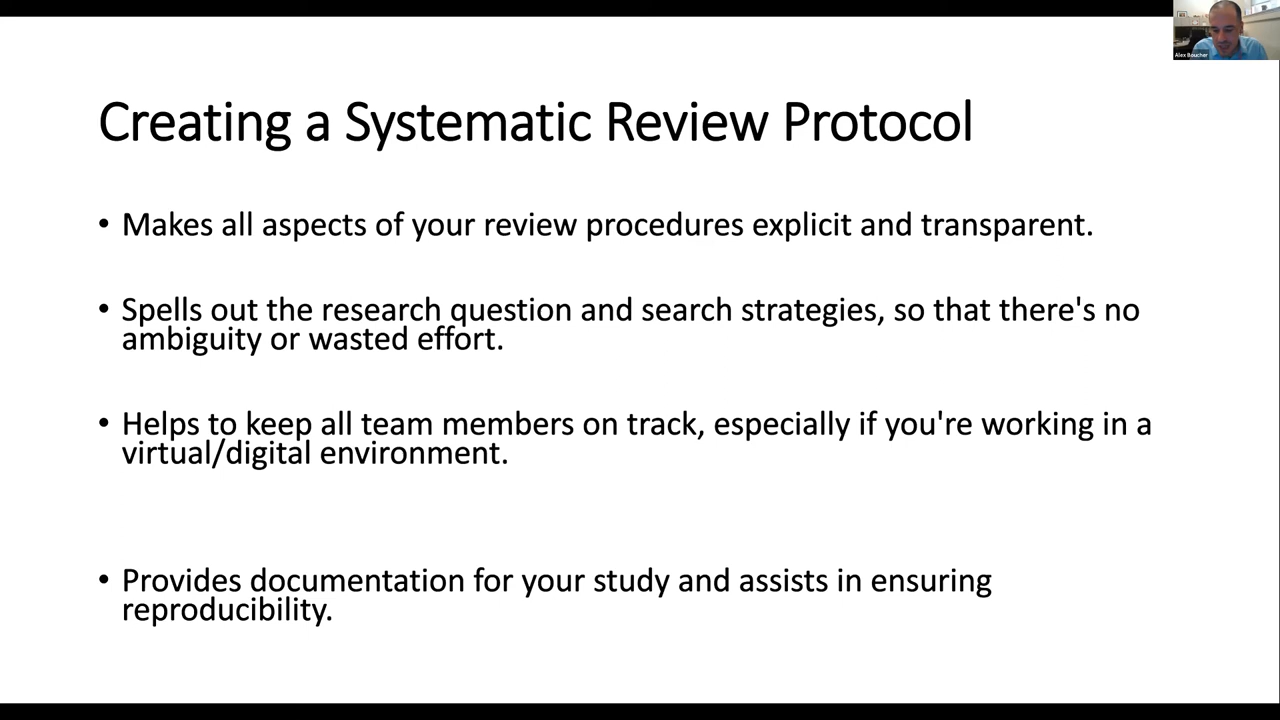 Alex Boucher
Creating a Systematic Review Protocol
• Makes all aspects of your review procedures explicit and transparent.
• Spells out the research question and search strategies, so that there's no
ambiguity or wasted effort.
• Helps to keep all team members on track, especially if you're working in a
virtual/digital environment.
• Provides documentation for your study and assists in ensuring
reproducibility.